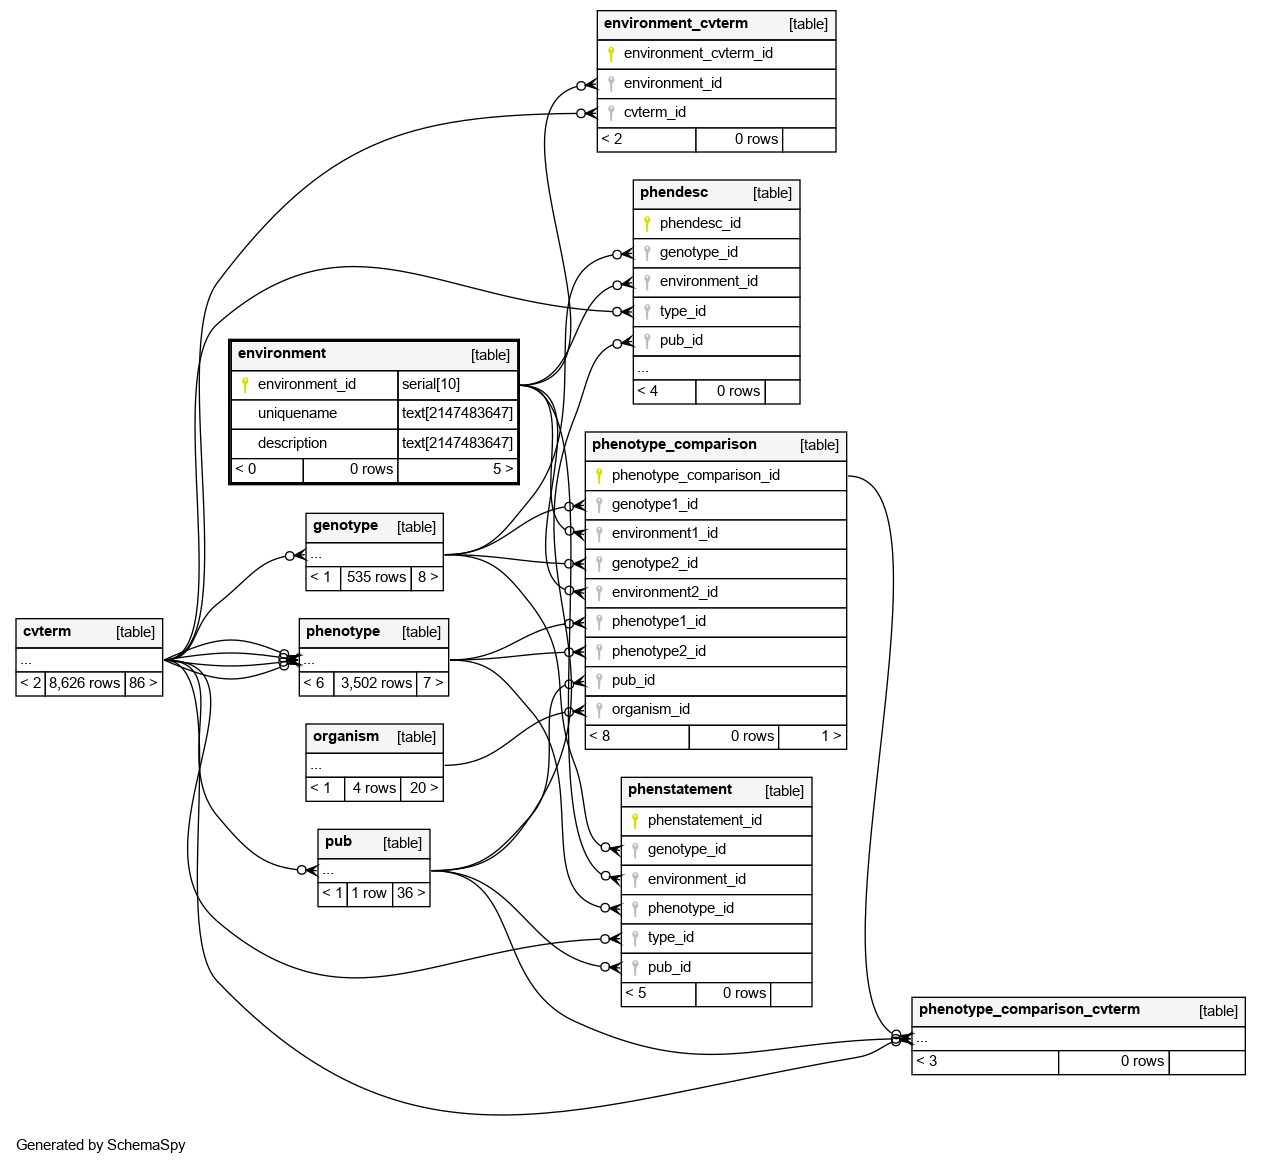 environment_cvterm [table]
environment_cvterm_id
environment_id
cvterm_id
< 2 0 rows
phendesc [table]
phendesc_id
genotype_id
environment_id
type_id
pub_id
...
< 4 0 rows
environment [table]
environment_id serial[10]
uniquename text[2147483647]
description text[2147483647]
< 0 0 rows 5 >
phenotype_comparison [table]
phenotype_comparison_id
genotype1_id
environment1_id
genotype2_id
environment2_id
phenotype1_id
phenotype2_id
pub_id
organism_id
< 8 0 rows 1 >
genotype [table]
...
< 1 535 rows 8 >
cvterm [table]
...
< 2 8,626 rows 86 >
phenotype [table]
...
< 6 3,502 rows 7 >
organism [table]
...
< 1 4 rows 20 >
pub [table]
...
< 1 1 row 36 >
phenstatement [table]
phenstatement_id
genotype_id
environment_id
phenotype_id
type_id
pub_id
< 5 0 rows
phenotype_comparison_cvterm [table]
...
< 3 0 rows
Generated by SchemaSpy